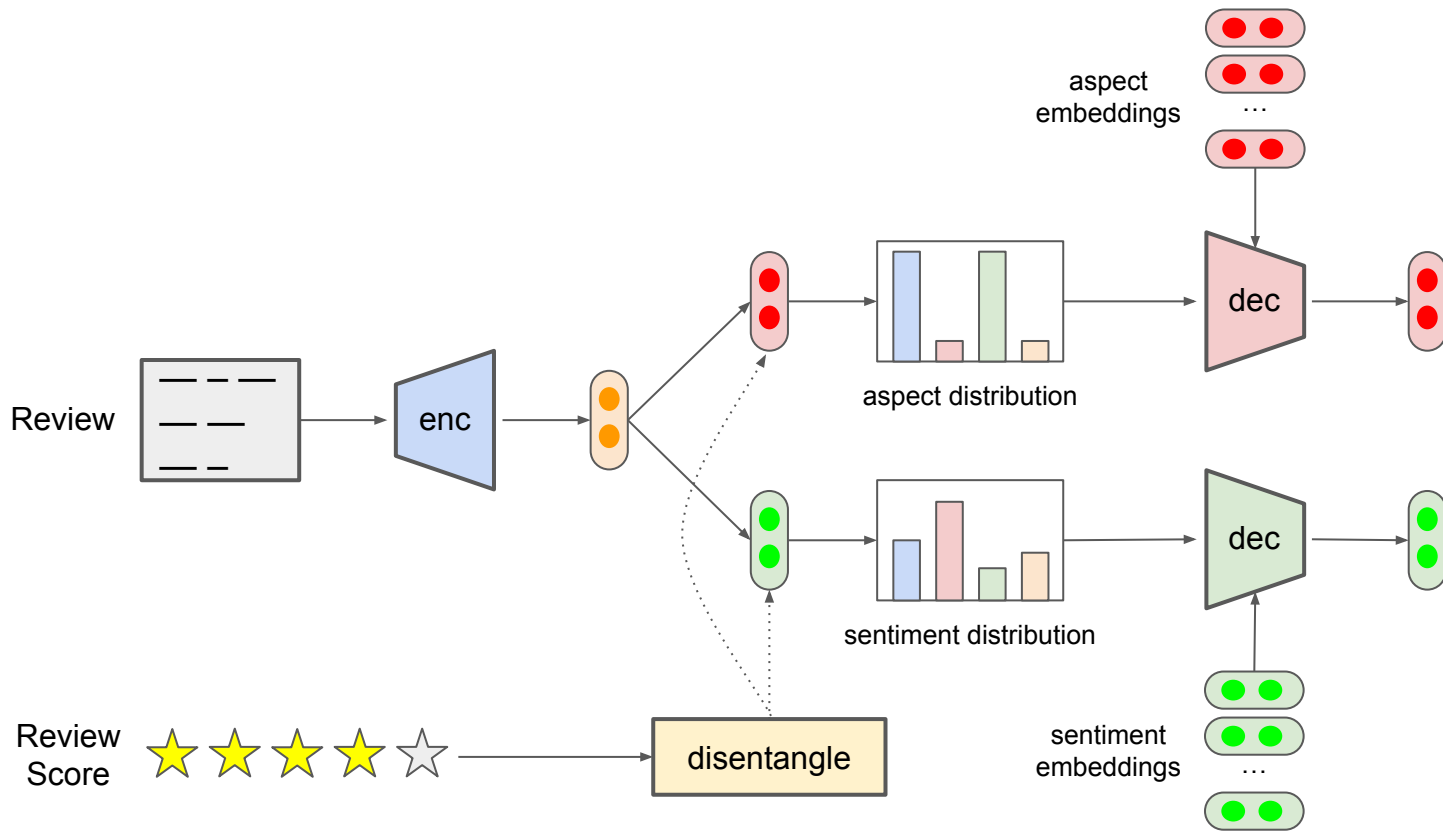 aspect
embeddings
...
dec
aspect distribution
Review
enc
dec
sentiment distribution
Review
Score
disentangle
sentiment
embeddings
...